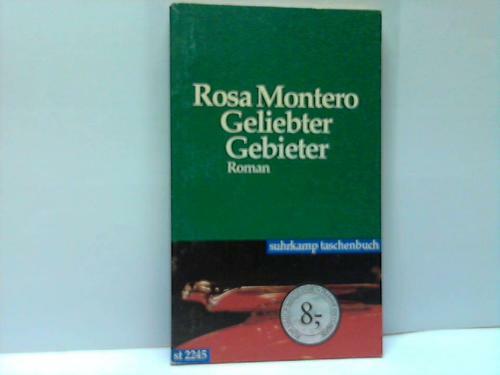 Rosa Montero
Geliebter
Gebieter
Roman
suhrkamp taschenbuch
8,-
st 2245